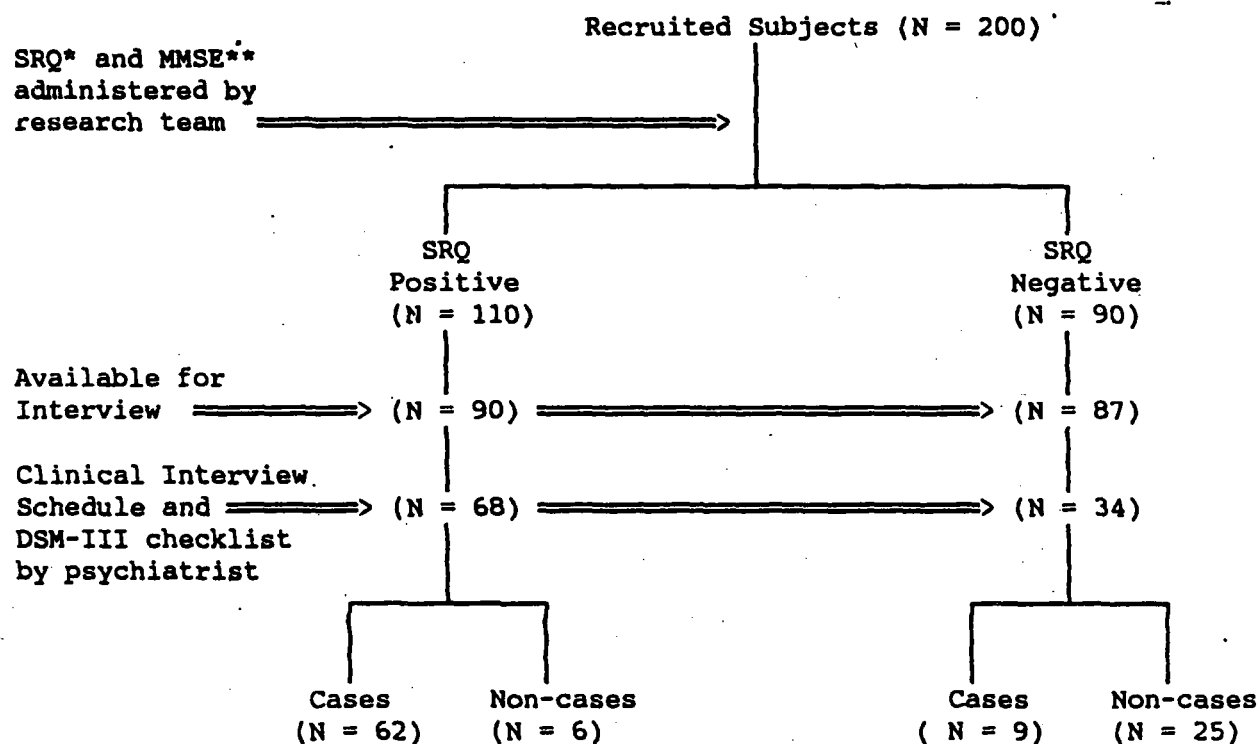 Recruited Subjects (N = 200)
SRQ* and MMSE**
administered by
research team
SRQ
Positive
(N = 110)
SRQ
Negative
(N = 90)
Available for
Interview (N = 90) (N = 87)
Clinical Interview
Schedule and (N = 68) (N = 34)
DSM-III checklist
by psychiatrist
Cases Non-cases Cases Non-cases
(N = 62) (N = 6) ( N = 9) (N = 25)